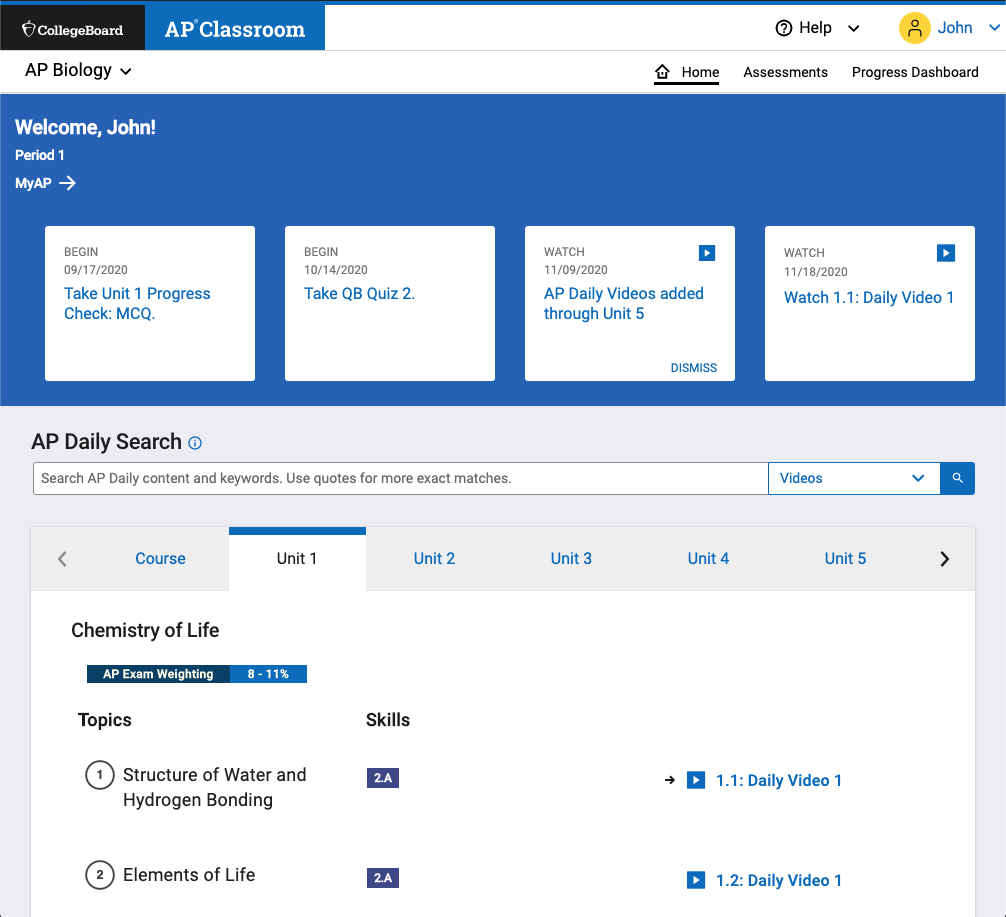 CollegeBoard
AP® Classroom
Help
John
AP Biology
Home
Assessments
Progress Dashboard
Welcome, John!
Period 1
MyAP
BEGIN
09/17/2020
Take Unit 1 Progress
Check: MCQ.
BEGIN
10/14/2020
Take QB Quiz 2.
WATCH
11/09/2020
AP Daily Videos added
through Unit 5
DISMISS
WATCH
11/18/2020
Watch 1.1: Daily Video 1
AP Daily Search
Search AP Daily content and keywords. Use quotes for more exact matches.
Videos
Course
Unit 1
Unit 2
Unit 3
Unit 4
Unit 5
Chemistry of Life
AP Exam Weighting 8 - 11%
Topics
Skills
1 Structure of Water and
Hydrogen Bonding
2.A
1.1: Daily Video 1
2 Elements of Life
2.A
1.2: Daily Video 1